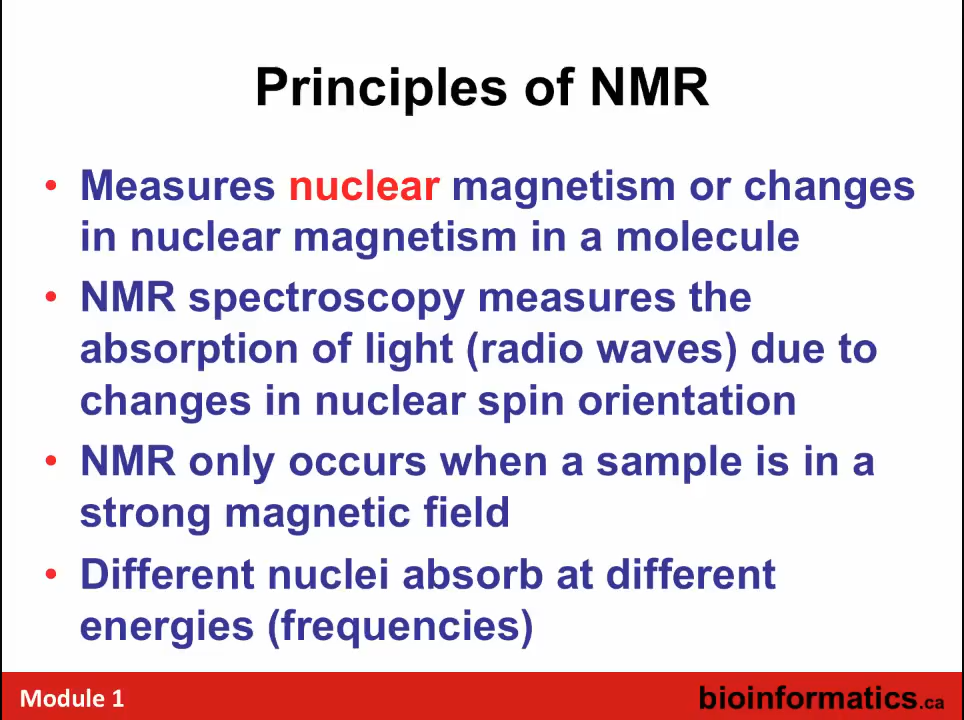 Principles of NMR
• Measures nuclear magnetism or changes
in nuclear magnetism in a molecule
• NMR spectroscopy measures the
absorption of light (radio waves) due to
changes in nuclear spin orientation
• NMR only occurs when a sample is in a
strong magnetic field
• Different nuclei absorb at different
energies (frequencies)
Module 1
bioinformatics.ca